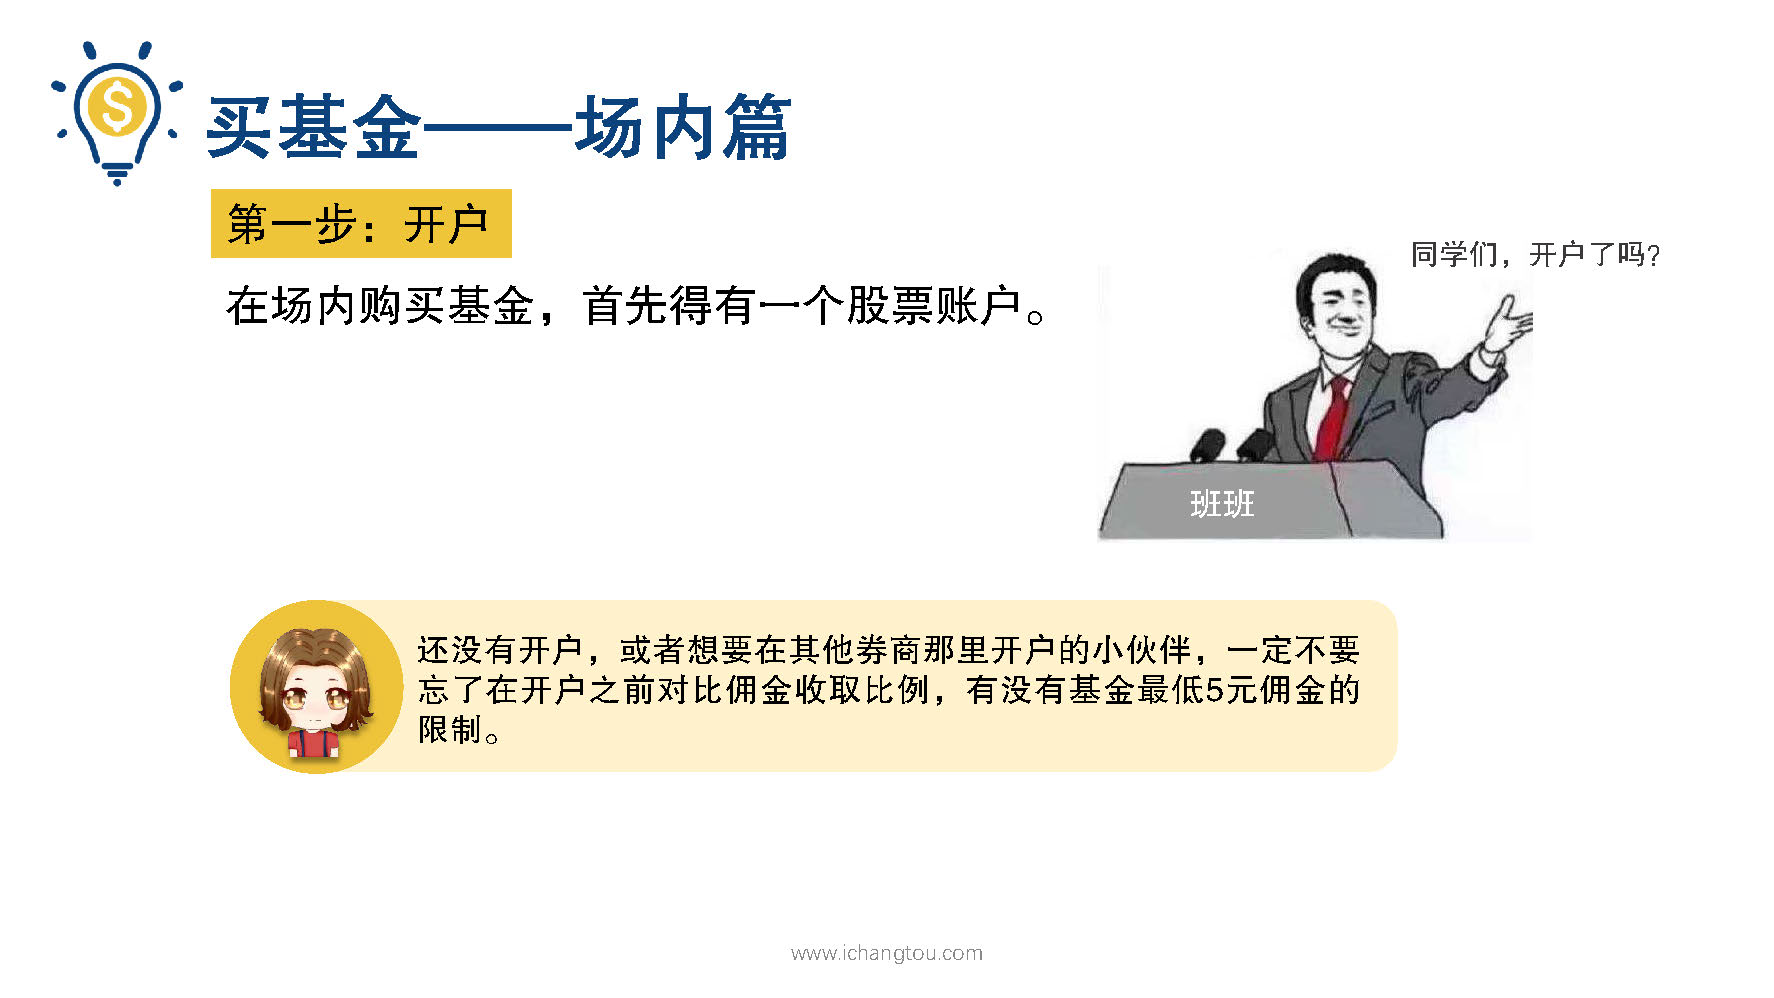 买基金——场内篇
第一步：开户
同学们，开户了吗？
在场内购买基金，首先得有一个股票账户。
班班
还没有开户，或者想要在其他券商那里开户的小伙伴，一定不要
忘了在开户之前对比佣金收取比例，有没有基金最低5元佣金的
限制。
www.ichangtou.com